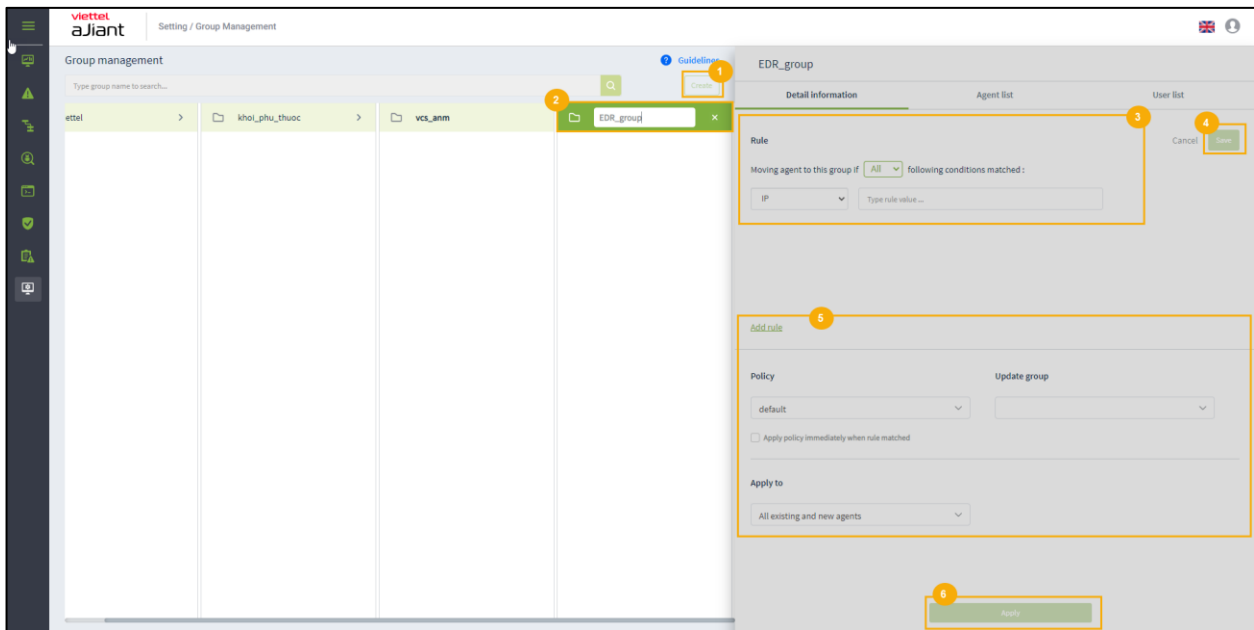 viettel
aJiant
Setting / Group Management
Group management
? Guidelines
1
Type group name to search...
Create
2
ettel >
khoi_phu_thuoc >
vcs_anm
EDR_group ×
EDR_group
Detail information Agent list User list
3
4
Rule
Cancel Save
Moving agent to this group if All following conditions matched :
IP Type rule value ...
5
Add rule
Policy Update group
default
Apply policy immediately when rule matched
Apply to
All existing and new agents
6
Apply